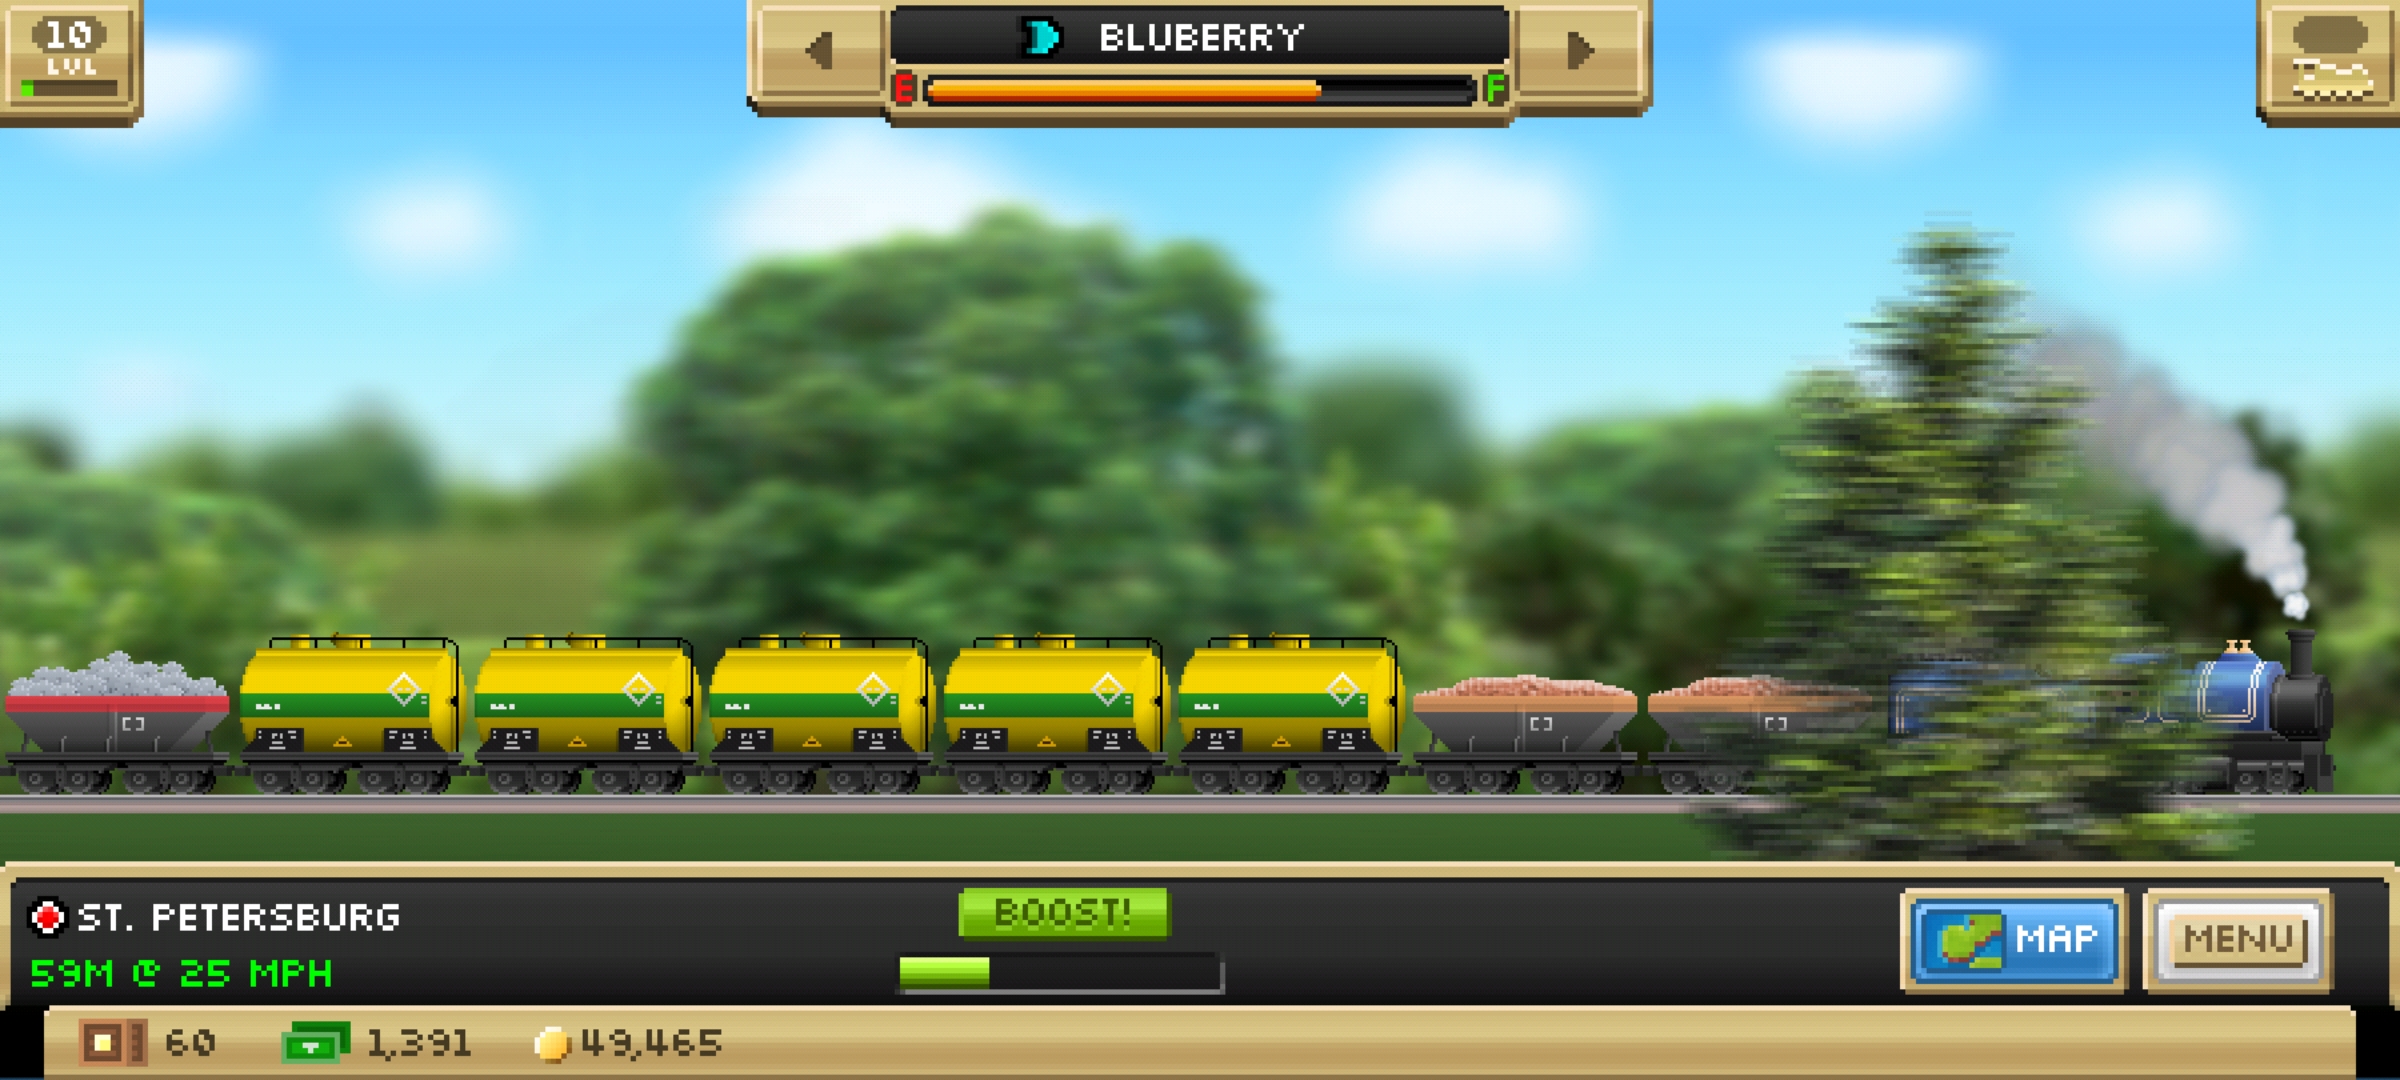 10
LVL
BLUBERRY
E F
ST. PETERSBURG
59M @ 25 MPH
BOOST!
MAP
MENU
60
1,391
49,465